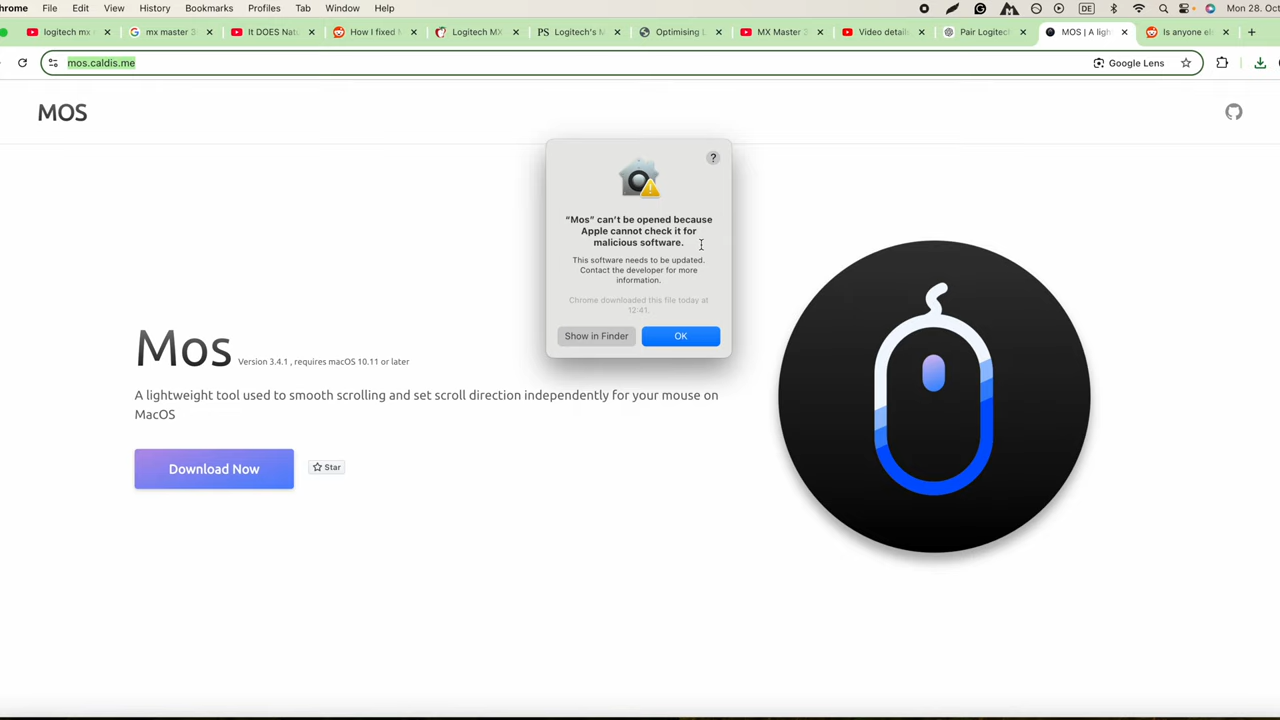 Chrome File Edit View History Bookmarks Profiles Tab Window Help DE Mon 28. Oct
logitech mx mx master 3 It DOES Nat How I fixed M Logitech MX PS Logitech's M Optimising L MX Master 3 Video details Pair Logitec MOS | A ligh Is anyone els
mos.caldis.me Google Lens
MOS
?
“Mos” can’t be opened because
Apple cannot check it for
malicious software.
This software needs to be updated.
Contact the developer for more
information.
Chrome downloaded this file today at
12:41.
Show in Finder OK
Mos Version 3.4.1 , requires macOS 10.11 or later
A lightweight tool used to smooth scrolling and set scroll direction independently for your mouse on
MacOS
Download Now Star